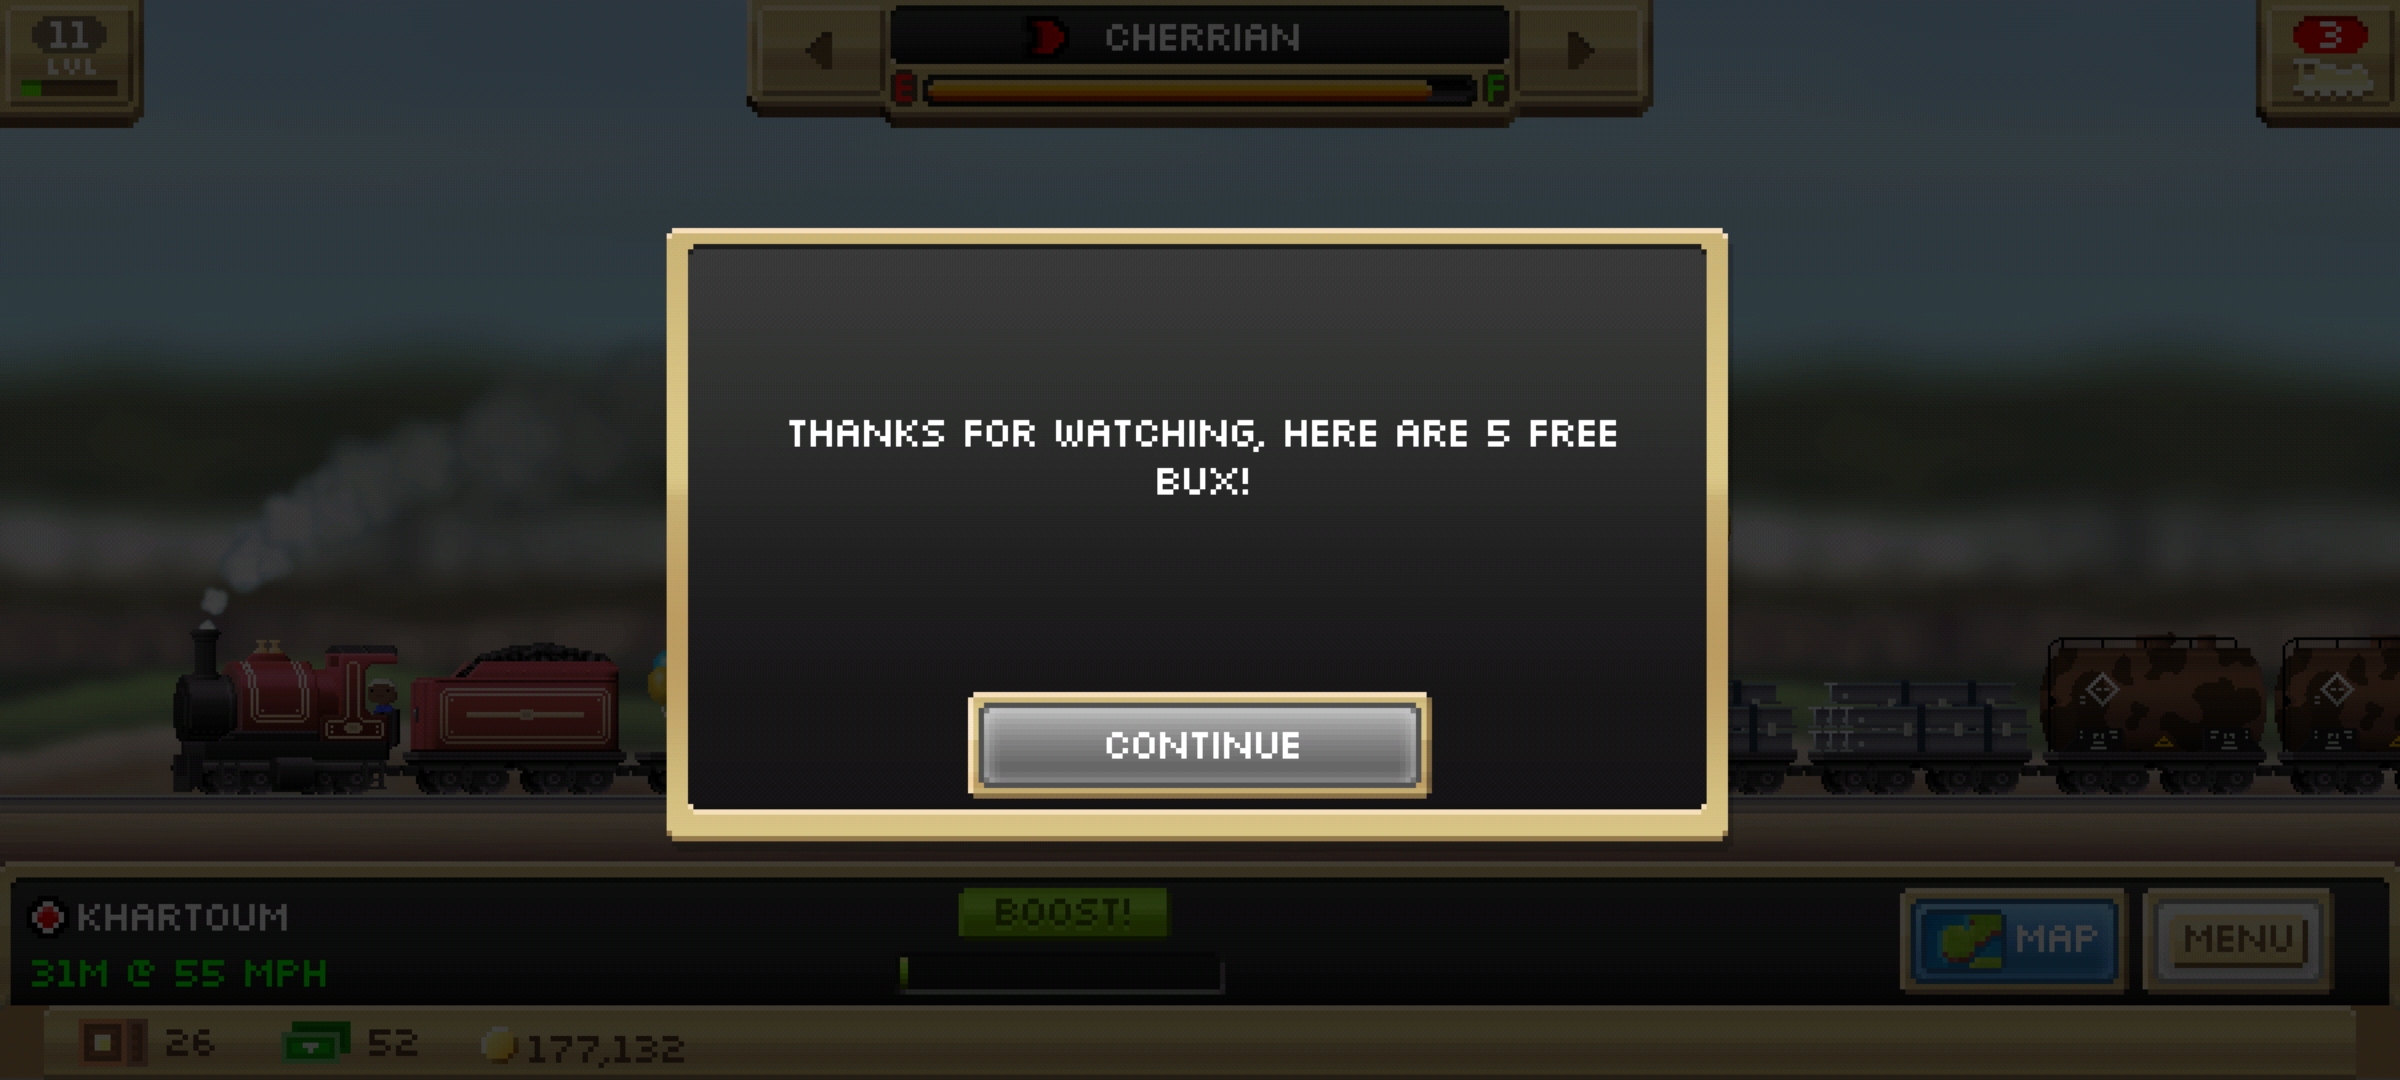 11
LVL
CHERRIAN
E
F
3
THANKS FOR WATCHING, HERE ARE 5 FREE
BUX!
CONTINUE
KHARTOUM
31M @ 55 MPH
BOOST!
MAP
MENU
26
52
177,132